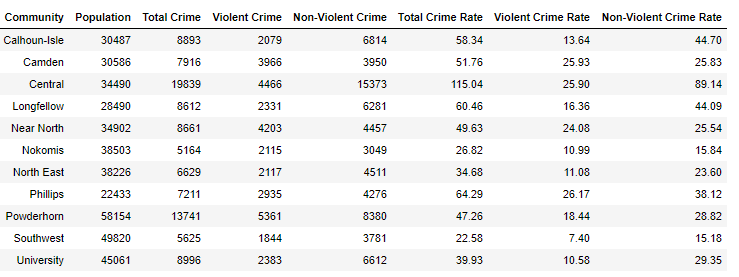 Community Population Total Crime Violent Crime Non-Violent Crime Total Crime Rate Violent Crime Rate Non-Violent Crime Rate
Calhoun-Isle 30487 8893 2079 6814 58.34 13.64 44.70
Camden 30586 7916 3966 3950 51.76 25.93 25.83
Central 34490 19839 4466 15373 115.04 25.90 89.14
Longfellow 28490 8612 2331 6281 60.46 16.36 44.09
Near North 34902 8661 4203 4457 49.63 24.08 25.54
Nokomis 38503 5164 2115 3049 26.82 10.99 15.84
North East 38226 6629 2117 4511 34.68 11.08 23.60
Phillips 22433 7211 2935 4276 64.29 26.17 38.12
Powderhorn 58154 13741 5361 8380 47.26 18.44 28.82
Southwest 49820 5625 1844 3781 22.58 7.40 15.18
University 45061 8996 2383 6612 39.93 10.58 29.35